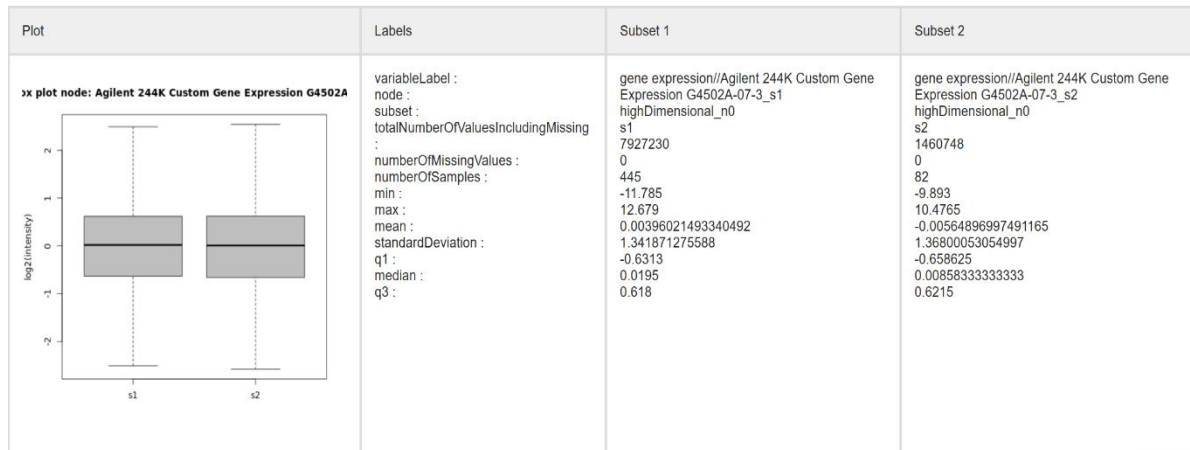 Plot
Labels
Subset 1
Subset 2
ox plot node: Agilent 244K Custom Gene Expression G4502A
2
1
0
-1
-2
log2(intensity)
s1
s2
variableLabel :
node :
subset :
totalNumberOfValuesIncludingMissing
:
numberOfMissingValues :
numberOfSamples :
min :
max :
mean :
standardDeviation :
q1 :
median :
q3 :
gene expression//Agilent 244K Custom Gene
Expression G4502A-07-3_s1
highDimensional_n0
s1
7927230
0
445
-11.785
12.679
0.00396021493340492
1.341871275588
-0.6313
0.0195
0.618
gene expression//Agilent 244K Custom Gene
Expression G4502A-07-3_s2
highDimensional_n0
s2
1460748
0
82
-9.893
10.4765
-0.00564896997491165
1.36800053054997
-0.658625
0.00858333333333
0.6215